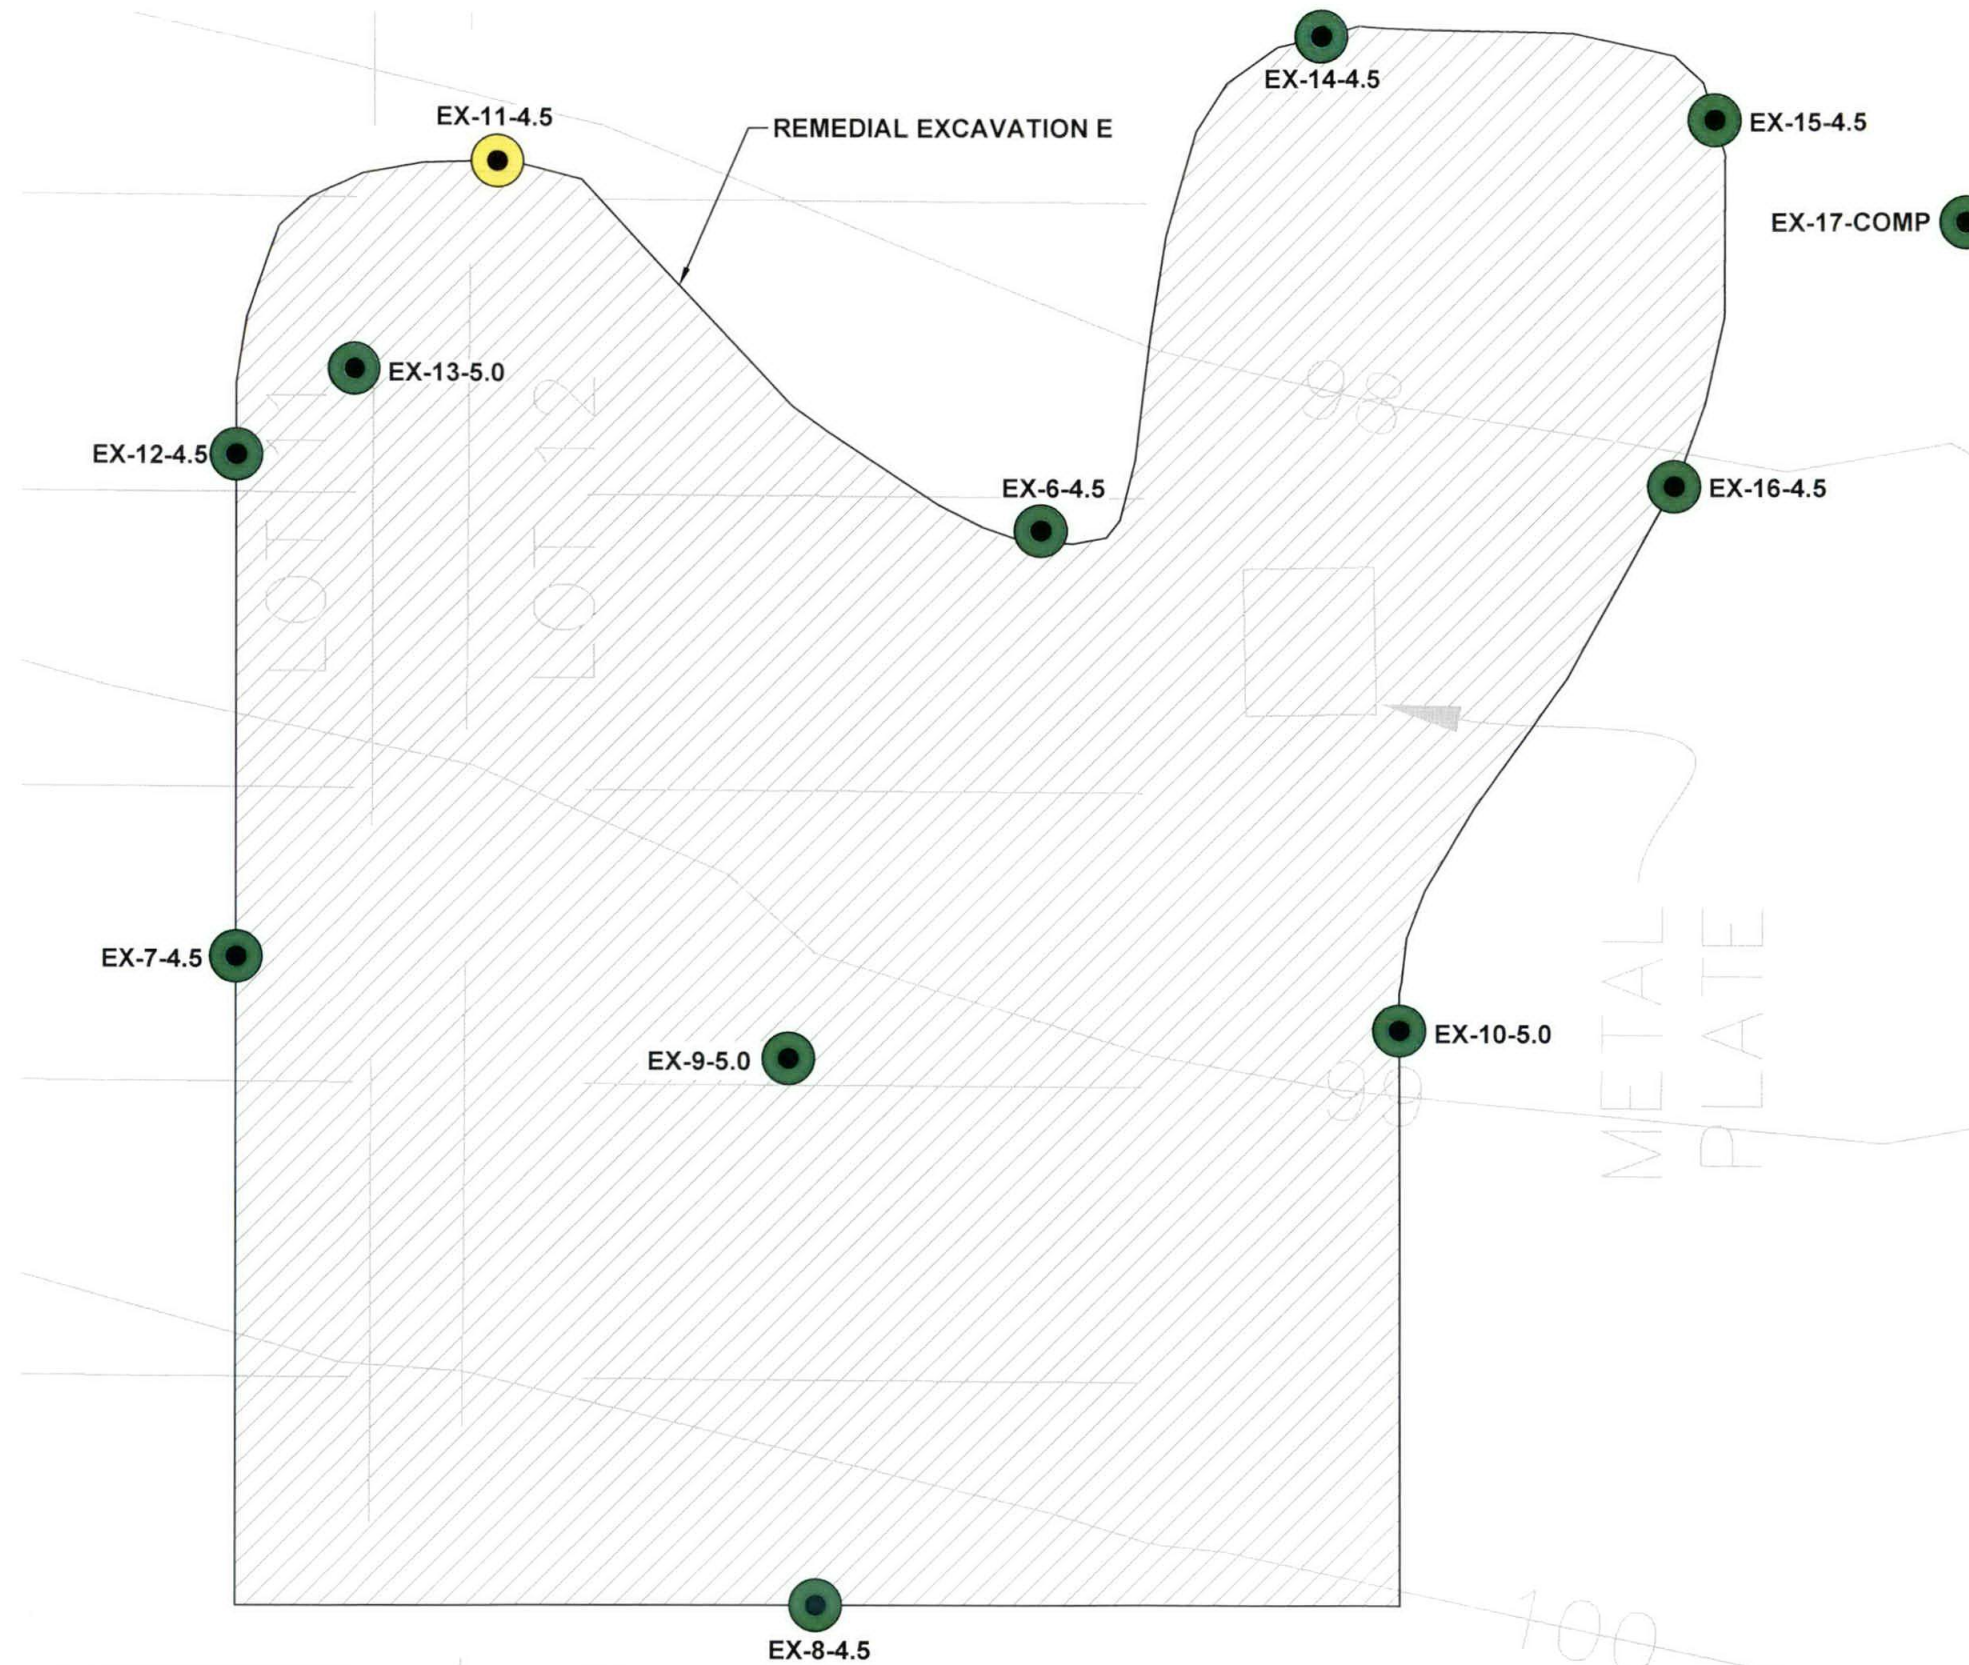 EX-14-4.5
EX-11-4.5
REMEDIAL EXCAVATION E
EX-15-4.5
EX-17-COMP
EX-13-5.0
98
LOT 11
LOT 12
EX-12-4.5
EX-6-4.5
EX-16-4.5
EX-7-4.5
EX-9-5.0
EX-10-5.0
99
METAL
PLATE
EX-8-4.5
100